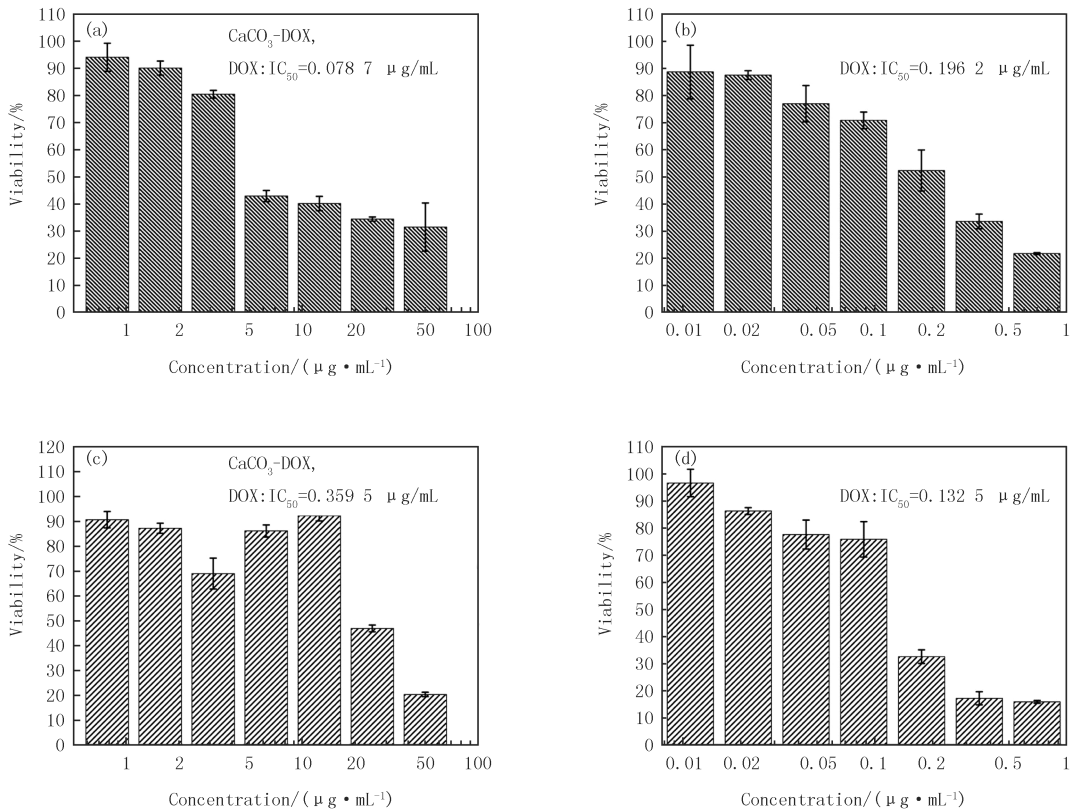 (a)
CaCO₃-DOX,
DOX:IC₅₀=0.078 7 μg/mL
110
100
90
80
70
60
50
40
30
20
10
0
Viability/%
1 2 5 10 20 50 100
Concentration/(μg·mL⁻¹)
(b)
DOX:IC₅₀=0.196 2 μg/mL
110
100
90
80
70
60
50
40
30
20
10
0
Viability/%
0.01 0.02 0.05 0.1 0.2 0.5 1
Concentration/(μg·mL⁻¹)
(c)
CaCO₃-DOX,
DOX:IC₅₀=0.359 5 μg/mL
120
110
100
90
80
70
60
50
40
30
20
10
0
Viability/%
1 2 5 10 20 50 100
Concentration/(μg·mL⁻¹)
(d)
DOX:IC₅₀=0.132 5 μg/mL
110
100
90
80
70
60
50
40
30
20
10
0
Viability/%
0.01 0.02 0.05 0.1 0.2 0.5 1
Concentration/(μg·mL⁻¹)